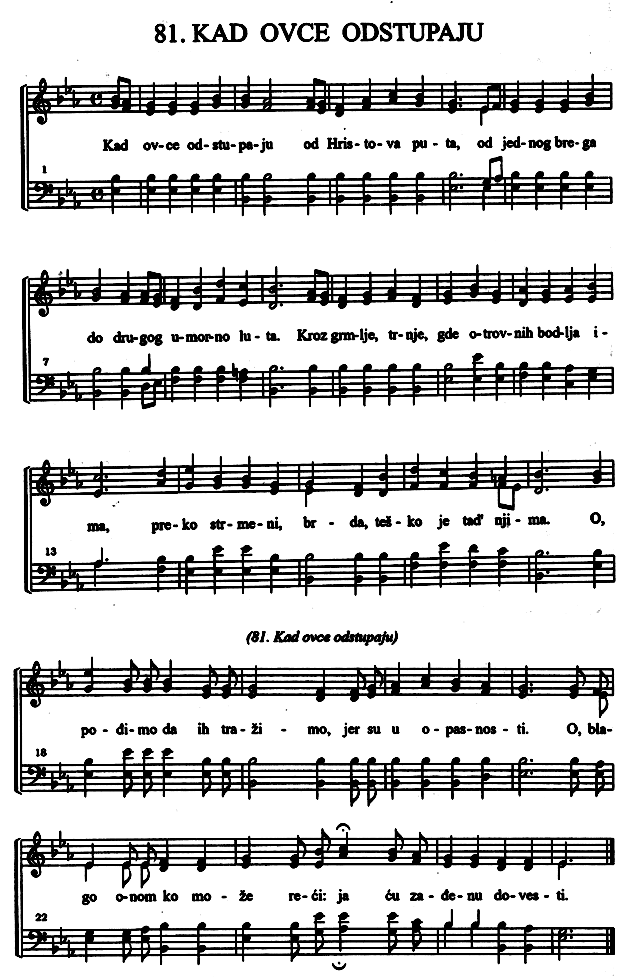 81. KAD OVCE ODSTUPAJU
Kad ov-ce od-stu-pa-ju od Hris-to-va pu-ta, od jed-nog bre-ga
1
do dru-gog u-mor-no lu-ta. Kroz grm-lje, tr-nje, gde o-trov-nih bod-lja i-
7
ma, pre-ko str-me-ni, br-da, teš-ko je tad' nji-ma. O,
13
(81. Kad ovce odstupaju)
po-đi-mo da ih tra-ži-mo, jer su u o-pas-nos-ti. O, bla-
18
go o-nom ko mo-že re-ći: ja ću za-đe-nu do-ves-ti.
22